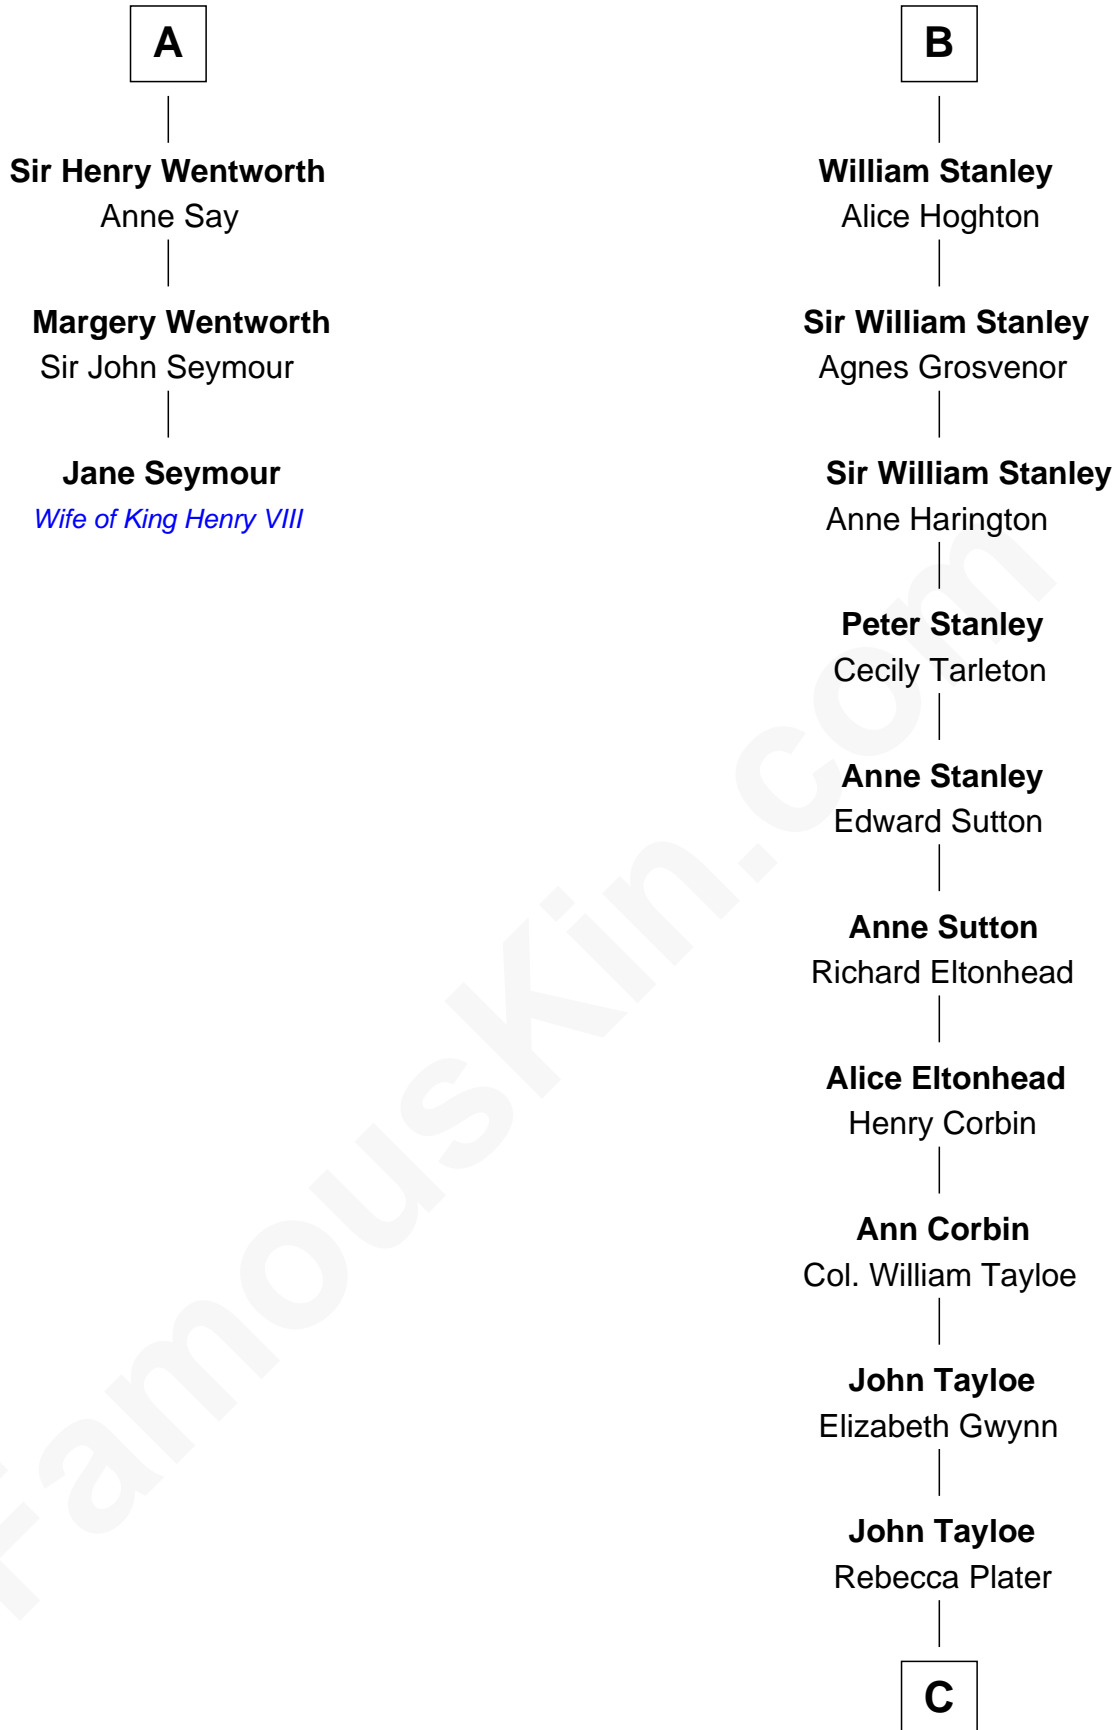 A
Sir Henry Wentworth
Anne Say
Margery Wentworth
Sir John Seymour
Jane Seymour
Wife of King Henry VIII
B
William Stanley
Alice Hoghton
Sir William Stanley
Agnes Grosvenor
Sir William Stanley
Anne Harington
Peter Stanley
Cecily Tarleton
Anne Stanley
Edward Sutton
Anne Sutton
Richard Eltonhead
Alice Eltonhead
Henry Corbin
Ann Corbin
Col. William Tayloe
John Tayloe
Elizabeth Gwynn
John Tayloe
Rebecca Plater
C
FamousKin.com